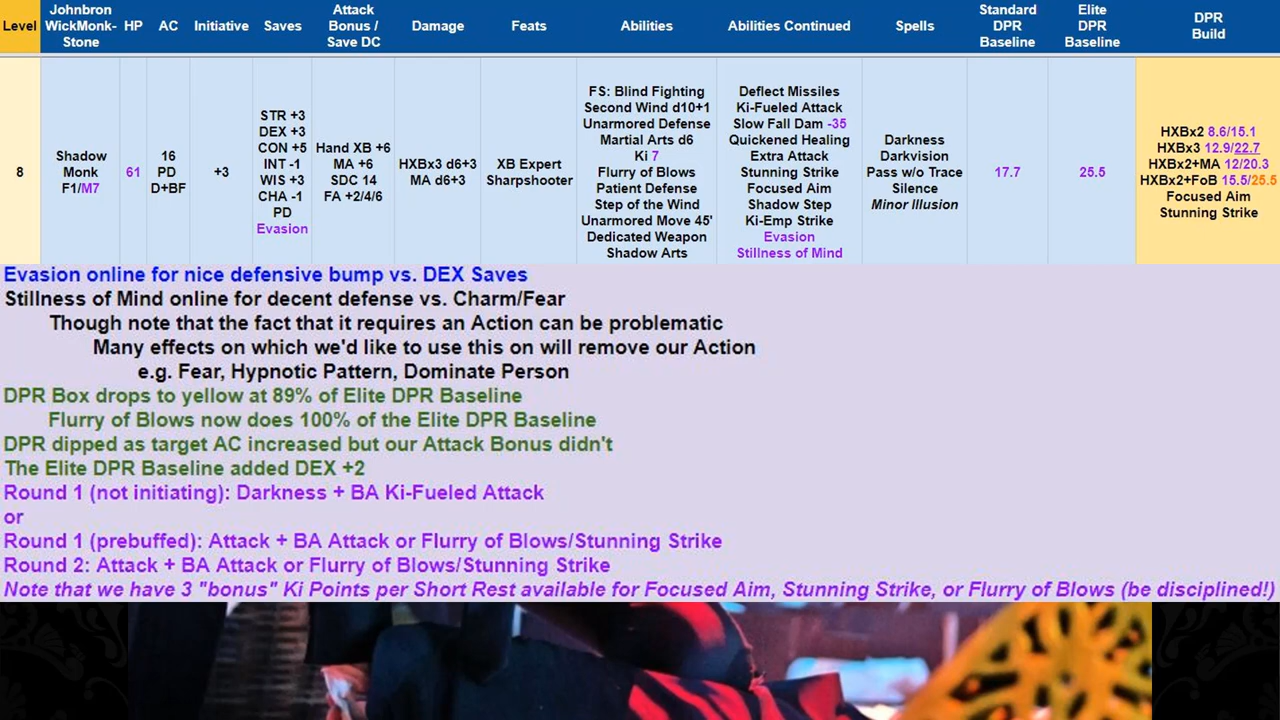 Level
Johnbron
WickMonk-
Stone
HP
AC
Initiative
Saves
Attack
Bonus /
Save DC
Damage
Feats
Abilities
Abilities Continued
Spells
Standard
DPR
Baseline
Elite
DPR
Baseline
DPR
Build
8
Shadow
Monk
F1/M7
61
16
PD
D+BF
+3
STR +3
DEX +3
CON +5
INT -1
WIS +3
CHA -1
PD
Evasion
Hand XB +6
MA +6
SDC 14
FA +2/4/6
HXBx3 d6+3
MA d6+3
XB Expert
Sharpshooter
FS: Blind Fighting
Second Wind d10+1
Unarmored Defense
Martial Arts d6
Ki 7
Flurry of Blows
Patient Defense
Step of the Wind
Unarmored Move 45'
Dedicated Weapon
Shadow Arts
Deflect Missiles
Ki-Fueled Attack
Slow Fall Dam -35
Quickened Healing
Extra Attack
Stunning Strike
Focused Aim
Shadow Step
Ki-Emp Strike
Evasion
Stillness of Mind
Darkness
Darkvision
Pass w/o Trace
Silence
Minor Illusion
17.7
25.5
HXBx2 8.6/15.1
HXBx3 12.9/22.7
HXBx2+MA 12/20.3
HXBx2+FoB 15.5/25.5
Focused Aim
Stunning Strike
Evasion online for nice defensive bump vs. DEX Saves
Stillness of Mind online for decent defense vs. Charm/Fear
Though note that the fact that it requires an Action can be problematic
Many effects on which we'd like to use this on will remove our Action
e.g. Fear, Hypnotic Pattern, Dominate Person
DPR Box drops to yellow at 89% of Elite DPR Baseline
Flurry of Blows now does 100% of the Elite DPR Baseline
DPR dipped as target AC increased but our Attack Bonus didn't
The Elite DPR Baseline added DEX +2
Round 1 (not initiating): Darkness + BA Ki-Fueled Attack
or
Round 1 (prebuffed): Attack + BA Attack or Flurry of Blows/Stunning Strike
Round 2: Attack + BA Attack or Flurry of Blows/Stunning Strike
Note that we have 3 "bonus" Ki Points per Short Rest available for Focused Aim, Stunning Strike, or Flurry of Blows (be disciplined!)